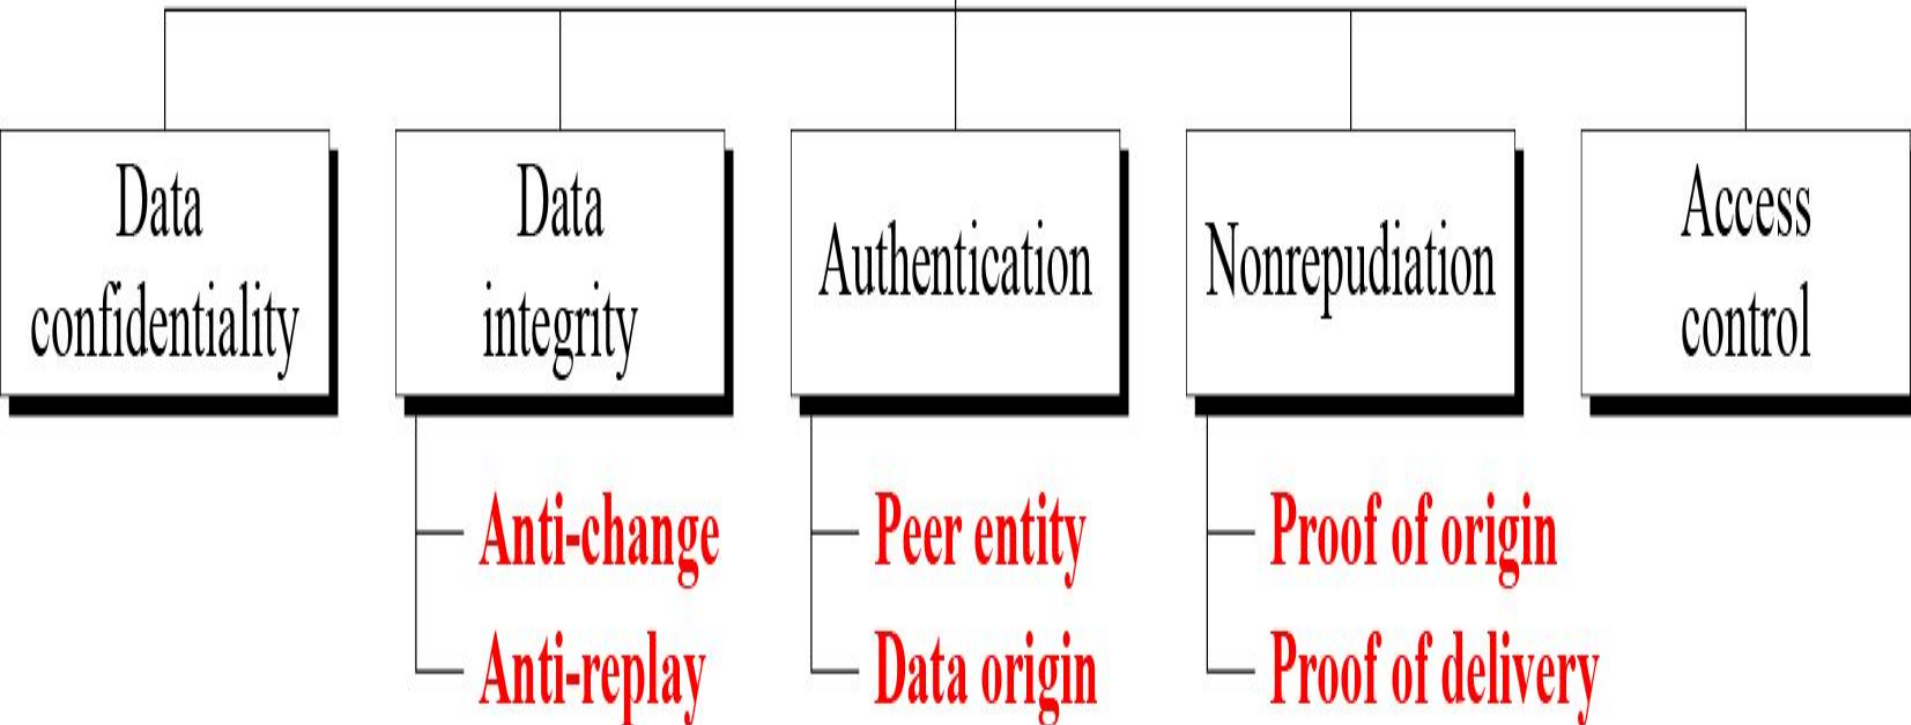 Data
confidentiality
Data
integrity
Authentication
Nonrepudiation
Access
control
Anti-change
Anti-replay
Peer entity
Data origin
Proof of origin
Proof of delivery